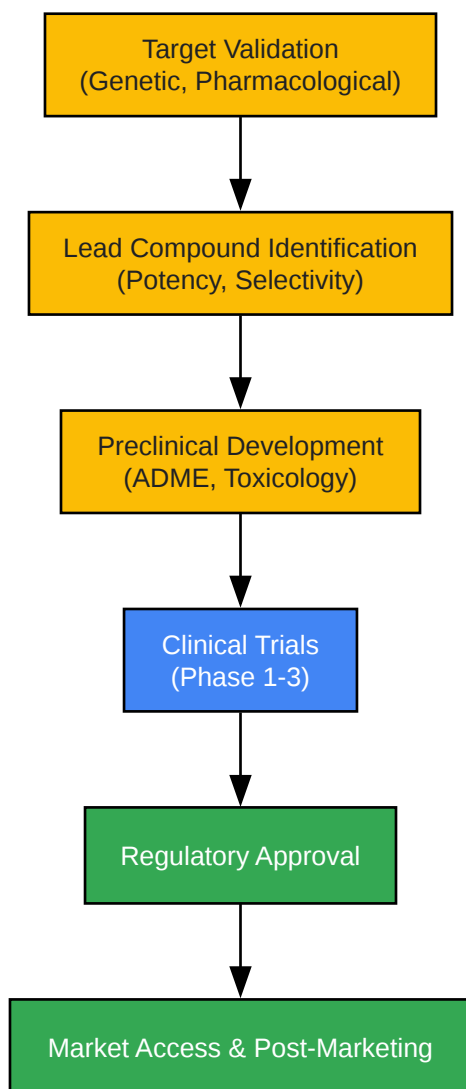 Target Validation
(Genetic, Pharmacological)
Lead Compound Identification
(Potency, Selectivity)
Preclinical Development
(ADME, Toxicology)
Clinical Trials
(Phase 1-3)
Regulatory Approval
Market Access & Post-Marketing